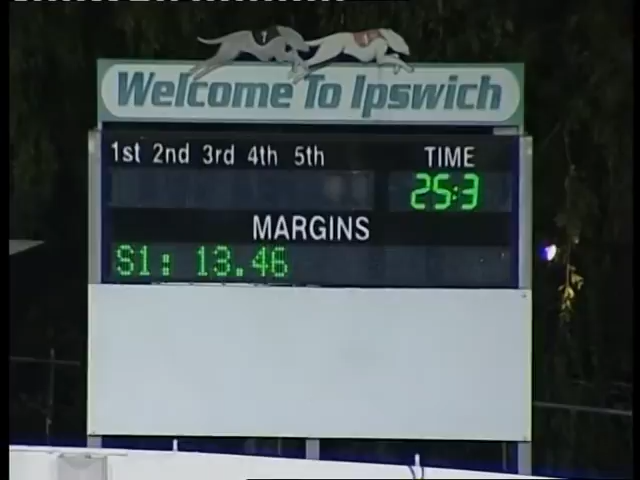 Welcome To Ipswich
1st 2nd 3rd 4th 5th TIME
25:3
MARGINS
S1: 13.46